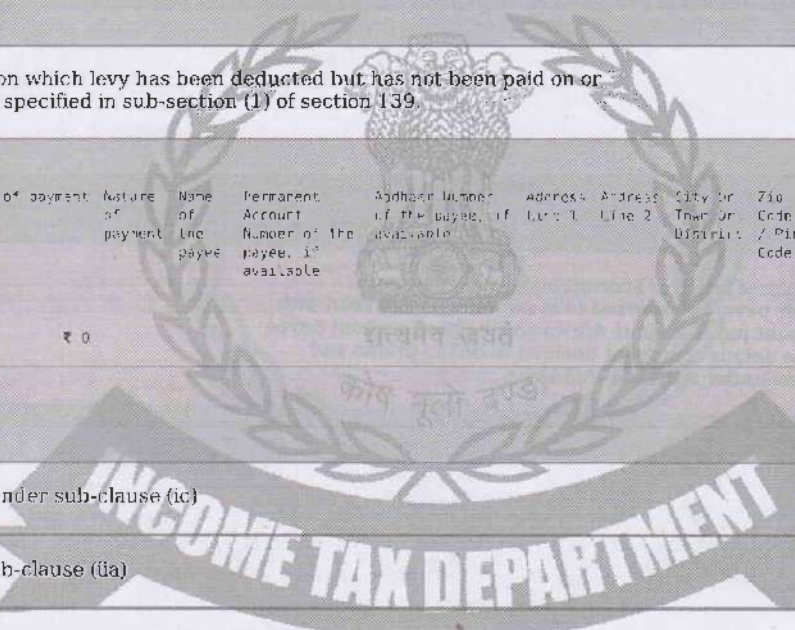 on which levy has been deducted but has not been paid on or
specified in sub-section (1) of section 139.
of payment Nature Name Permanent Aadhaar Number Address Address City Or Zip
of of Account of the payee, if Line 1 Line 2 Town Or Code
payment the Number of the available District / Pin
payee payee, if Code
available
₹ 0
सत्यमेव जयते
कोष मूलो दण्डः
nder sub-clause (ic)
b-clause (iia)
INCOME TAX DEPARTMENT